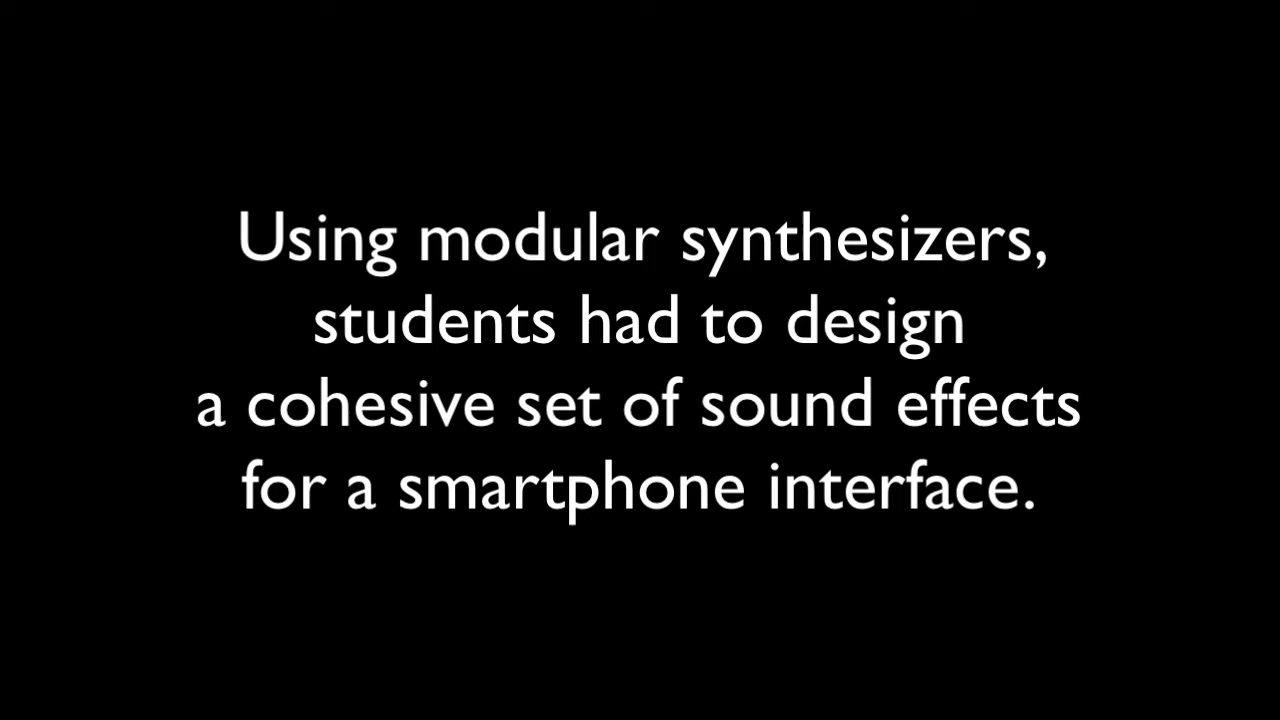 Using modular synthesizers,
students had to design
a cohesive set of sound effects
for a smartphone interface.